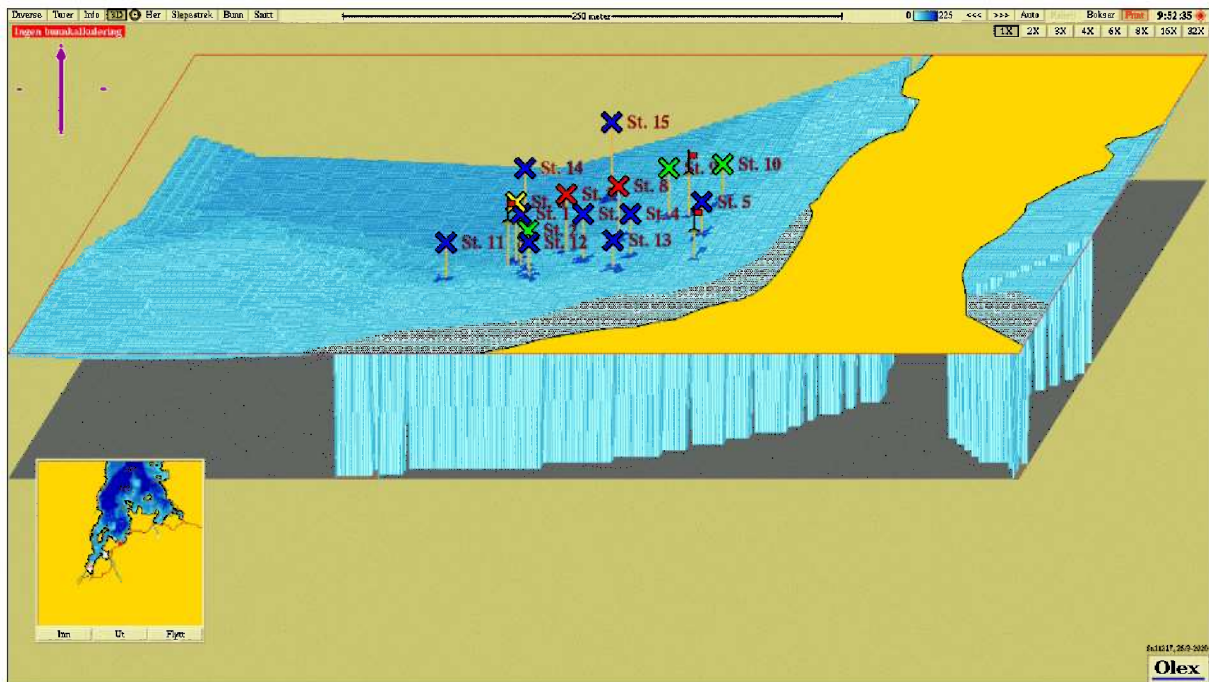 Diverse Turer Info 3D Her Slepestrek Bunn Satt 250 meter 0 225 <<< >>> Auto Bokser Print 9:52:35
Ingen bunnkalkulering
1X 2X 3X 4X 6X 8X 16X 32X
St. 15
St. 14
St. 10
St. 8
St. 5
St. 1
St. 4
St. 11
St. 12
St. 13
Inn Ut Flytt
Olex